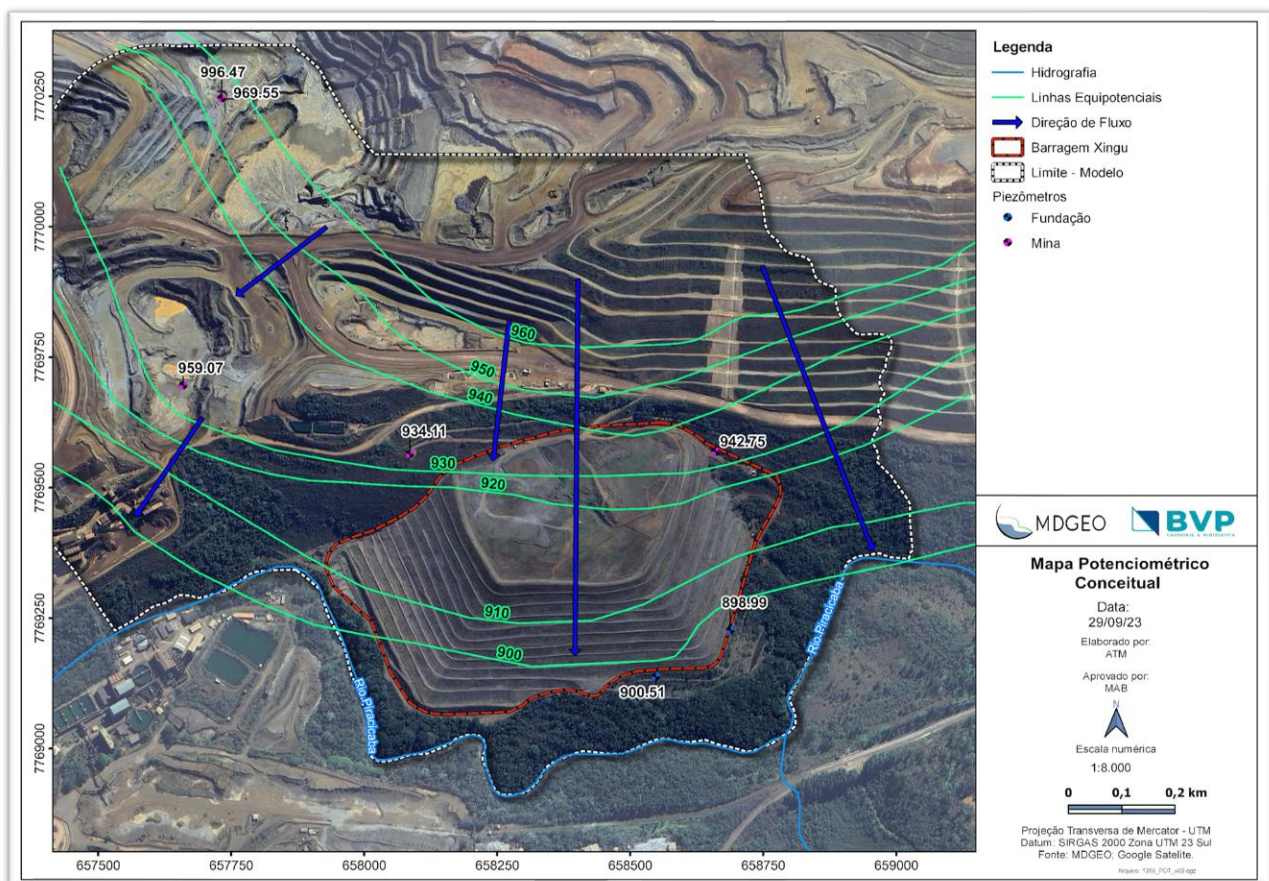 7770250
7770000
7769750
7769500
7769250
7769000
657500
657750
658000
658250
658500
658750
659000
996.47
969.55
959.07
934.11
942.75
898.99
900.51
960
950
940
930
920
910
900
Rio.Piracicaba
Rio.Piracicaba
Legenda
Hidrografia
Linhas Equipotenciais
Direção de Fluxo
Barragem Xingu
Limite - Modelo
Piezômetros
Fundação
Mina
MDGEO
BVP
Mapa Potenciométrico
Conceitual
Data:
29/09/23
Elaborado por:
ATM
Aprovado por:
MAB
N
Escala numérica
1:8.000
0 0,1 0,2 km
Projeção Transversa de Mercator - UTM
Datum: SIRGAS 2000 Zona UTM 23 Sul
Fonte: MDGEO; Google Satelite.